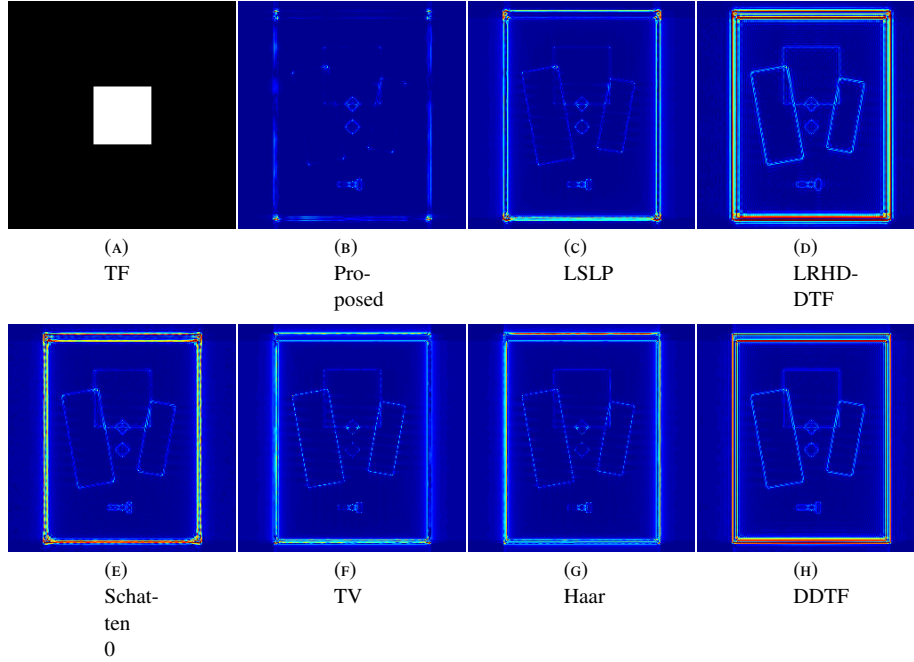 (A)
TF
(B)
Pro-
posed
(C)
LSLP
(D)
LRHD-
DTF
(E)
Schat-
ten
0
(F)
TV
(G)
Haar
(H)
DDTF